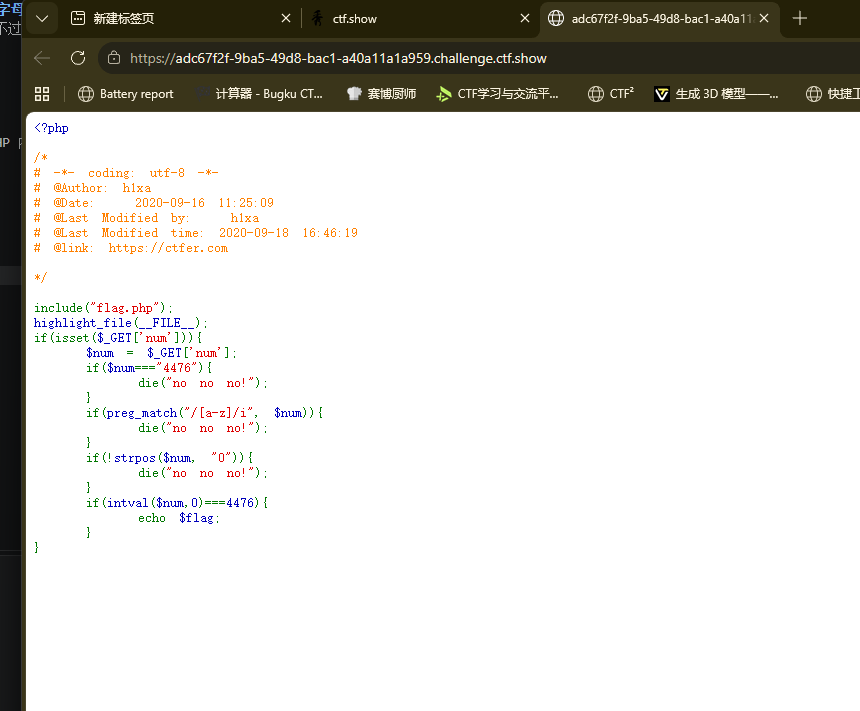 字母
不过
HP
新建标签页
ctf.show
adc67f2f-9ba5-49d8-bac1-a40a11
https://adc67f2f-9ba5-49d8-bac1-a40a11a1a959.challenge.ctf.show
Battery report
计算器 - Bugku CT...
赛博厨师
CTF学习与交流平...
CTF²
生成 3D 模型——...
快捷工
<?php
/*
# -*- coding: utf-8 -*-
# @Author: h1xa
# @Date:   2020-09-16 11:25:09
# @Last Modified by:   h1xa
# @Last Modified time: 2020-09-18 16:46:19
# @link: https://ctfer.com
*/
include("flag.php");
highlight_file(__FILE__);
if(isset($_GET['num'])){
    $num = $_GET['num'];
    if($num==="4476"){
        die("no no no!");
    }
    if(preg_match("/[a-z]/i", $num)){
        die("no no no!");
    }
    if(!strpos($num, "0")){
        die("no no no!");
    }
    if(intval($num,0)===4476){
        echo $flag;
    }
}